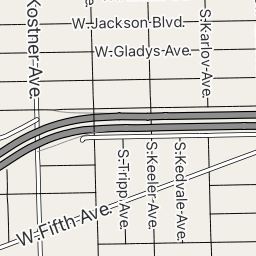 W. Jackson Blvd.
W. Gladys Ave.
Kostner Ave.
S. Karlov Ave.
S. Tripp Ave.
S. Keeler Ave.
S. Kedvale Ave.
W. Fifth Ave.